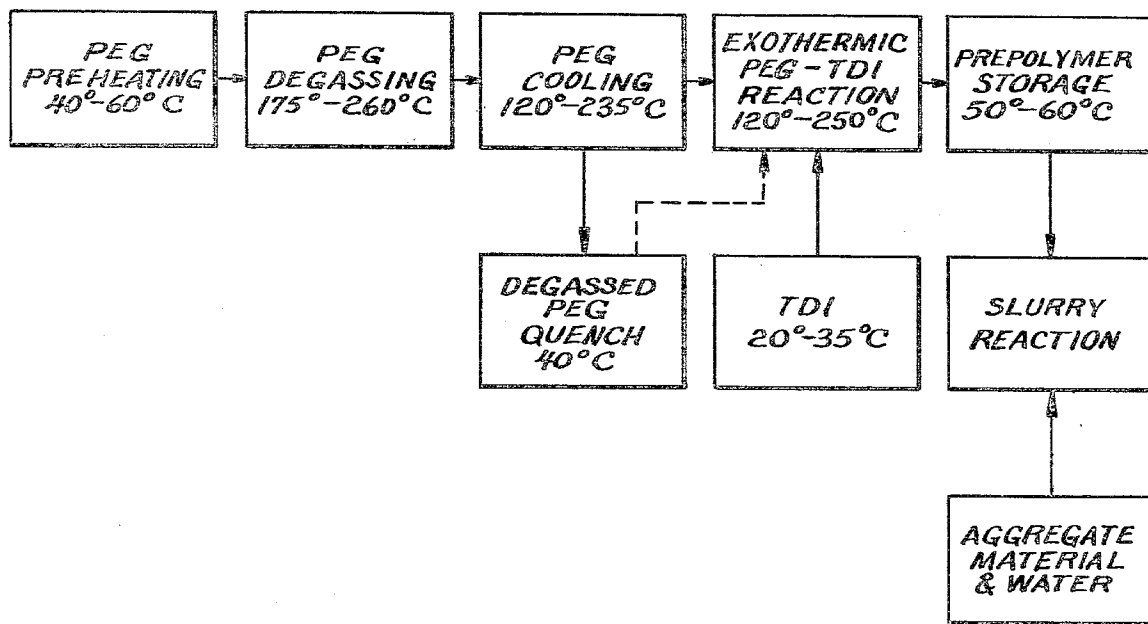 PEG
PREHEATING
40°-60°C
PEG
DEGASSING
175°-260°C
PEG
COOLING
120°-235°C
EXOTHERMIC
PEG-TDI
REACTION
120°-250°C
PREPOLYMER
STORAGE
50°-60°C
DEGASSED
PEG
QUENCH
40°C
TDI
20°-35°C
SLURRY
REACTION
AGGREGATE
MATERIAL
& WATER